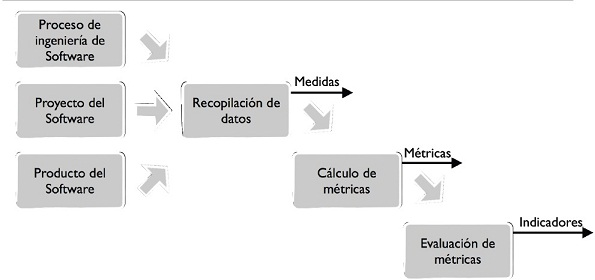 Proceso de
ingeniería de
Software
Proyecto del
Software
Producto del
Software
Recopilación de
datos
Medidas
Cálculo de
métricas
Métricas
Evaluación de
métricas
Indicadores